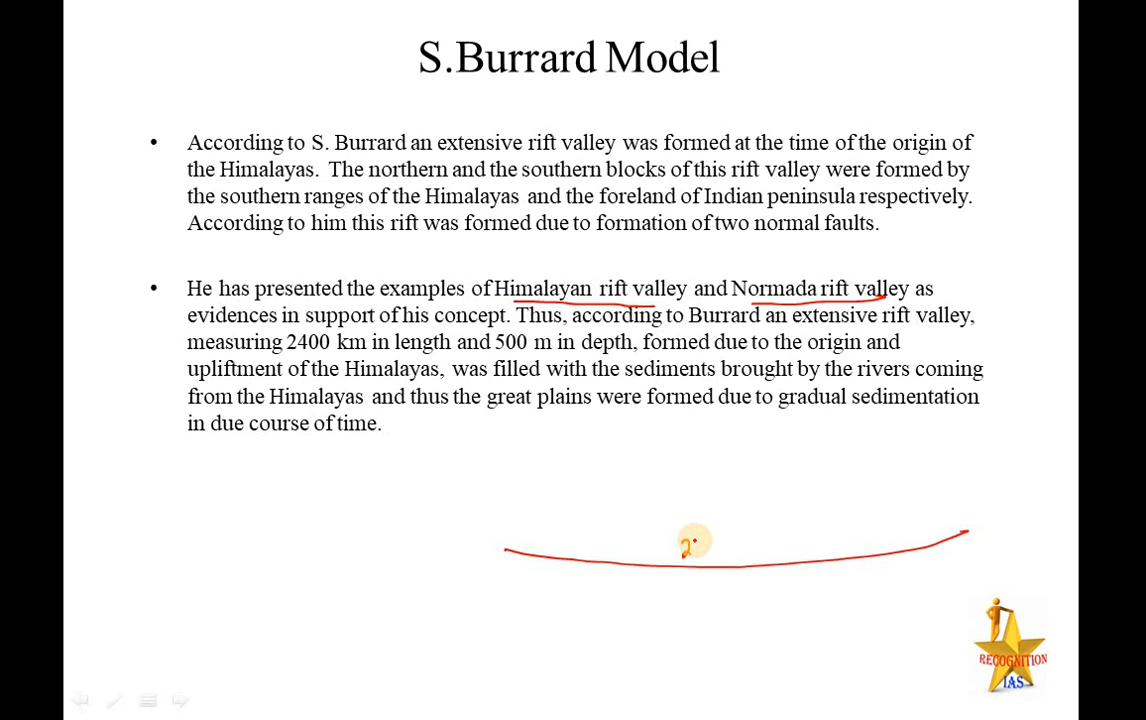 S.Burrard Model
• According to S. Burrard an extensive rift valley was formed at the time of the origin of
the Himalayas. The northern and the southern blocks of this rift valley were formed by
the southern ranges of the Himalayas and the foreland of Indian peninsula respectively.
According to him this rift was formed due to formation of two normal faults.
• He has presented the examples of Himalayan rift valley and Normada rift valley as
evidences in support of his concept. Thus, according to Burrard an extensive rift valley,
measuring 2400 km in length and 500 m in depth, formed due to the origin and
upliftment of the Himalayas, was filled with the sediments brought by the rivers coming
from the Himalayas and thus the great plains were formed due to gradual sedimentation
in due course of time.
2
RECOGNITION
IAS